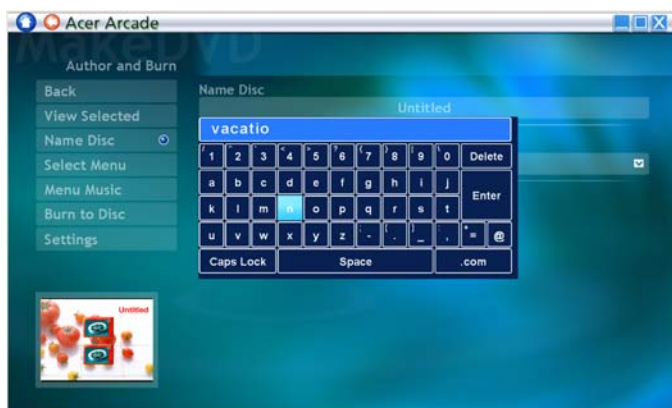 Acer Arcade
MakeDVD
Author and Burn
Back
View Selected
Name Disc
Select Menu
Menu Music
Burn to Disc
Settings
Name Disc
Untitled
vacatio
1 2 3 4 5 6 7 8 9 0 Delete
a b c d e f g h i j
Enter
k l m n o p q r s t
u v w x y z - . _ , = @
Caps Lock Space .com
Untitled